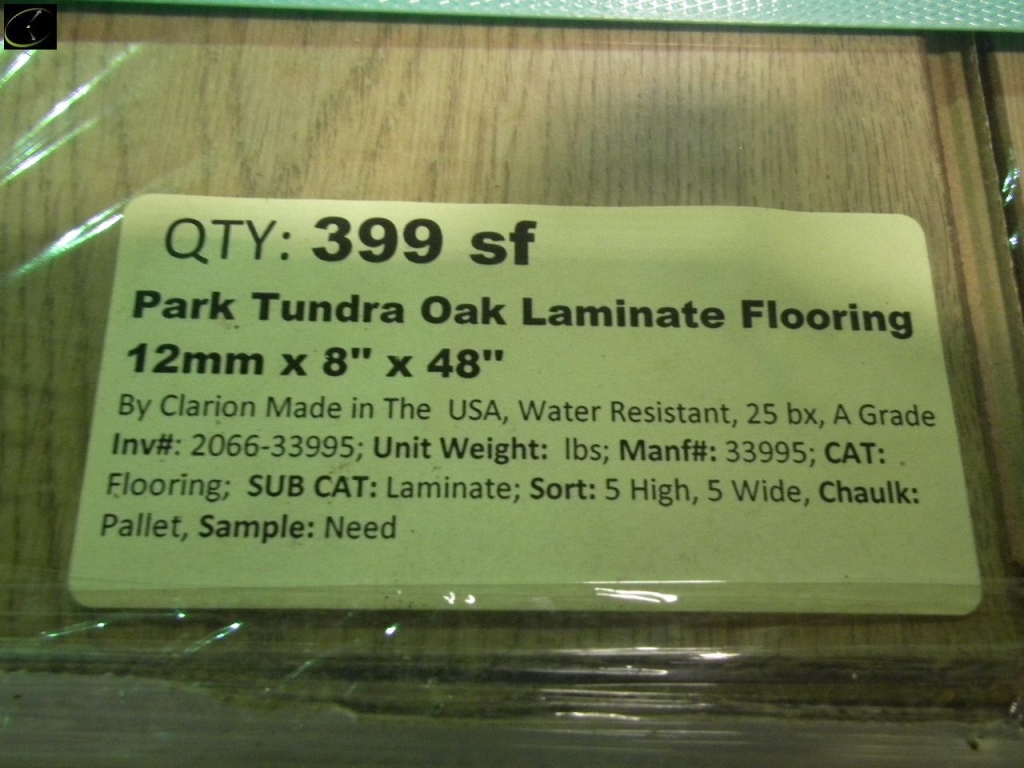 QTY: 399 sf
Park Tundra Oak Laminate Flooring
12mm x 8" x 48"
By Clarion Made in The USA, Water Resistant, 25 bx, A Grade
Inv#: 2066-33995; Unit Weight: lbs; Manf#: 33995; CAT:
Flooring; SUB CAT: Laminate; Sort: 5 High, 5 Wide, Chaulk:
Pallet, Sample: Need